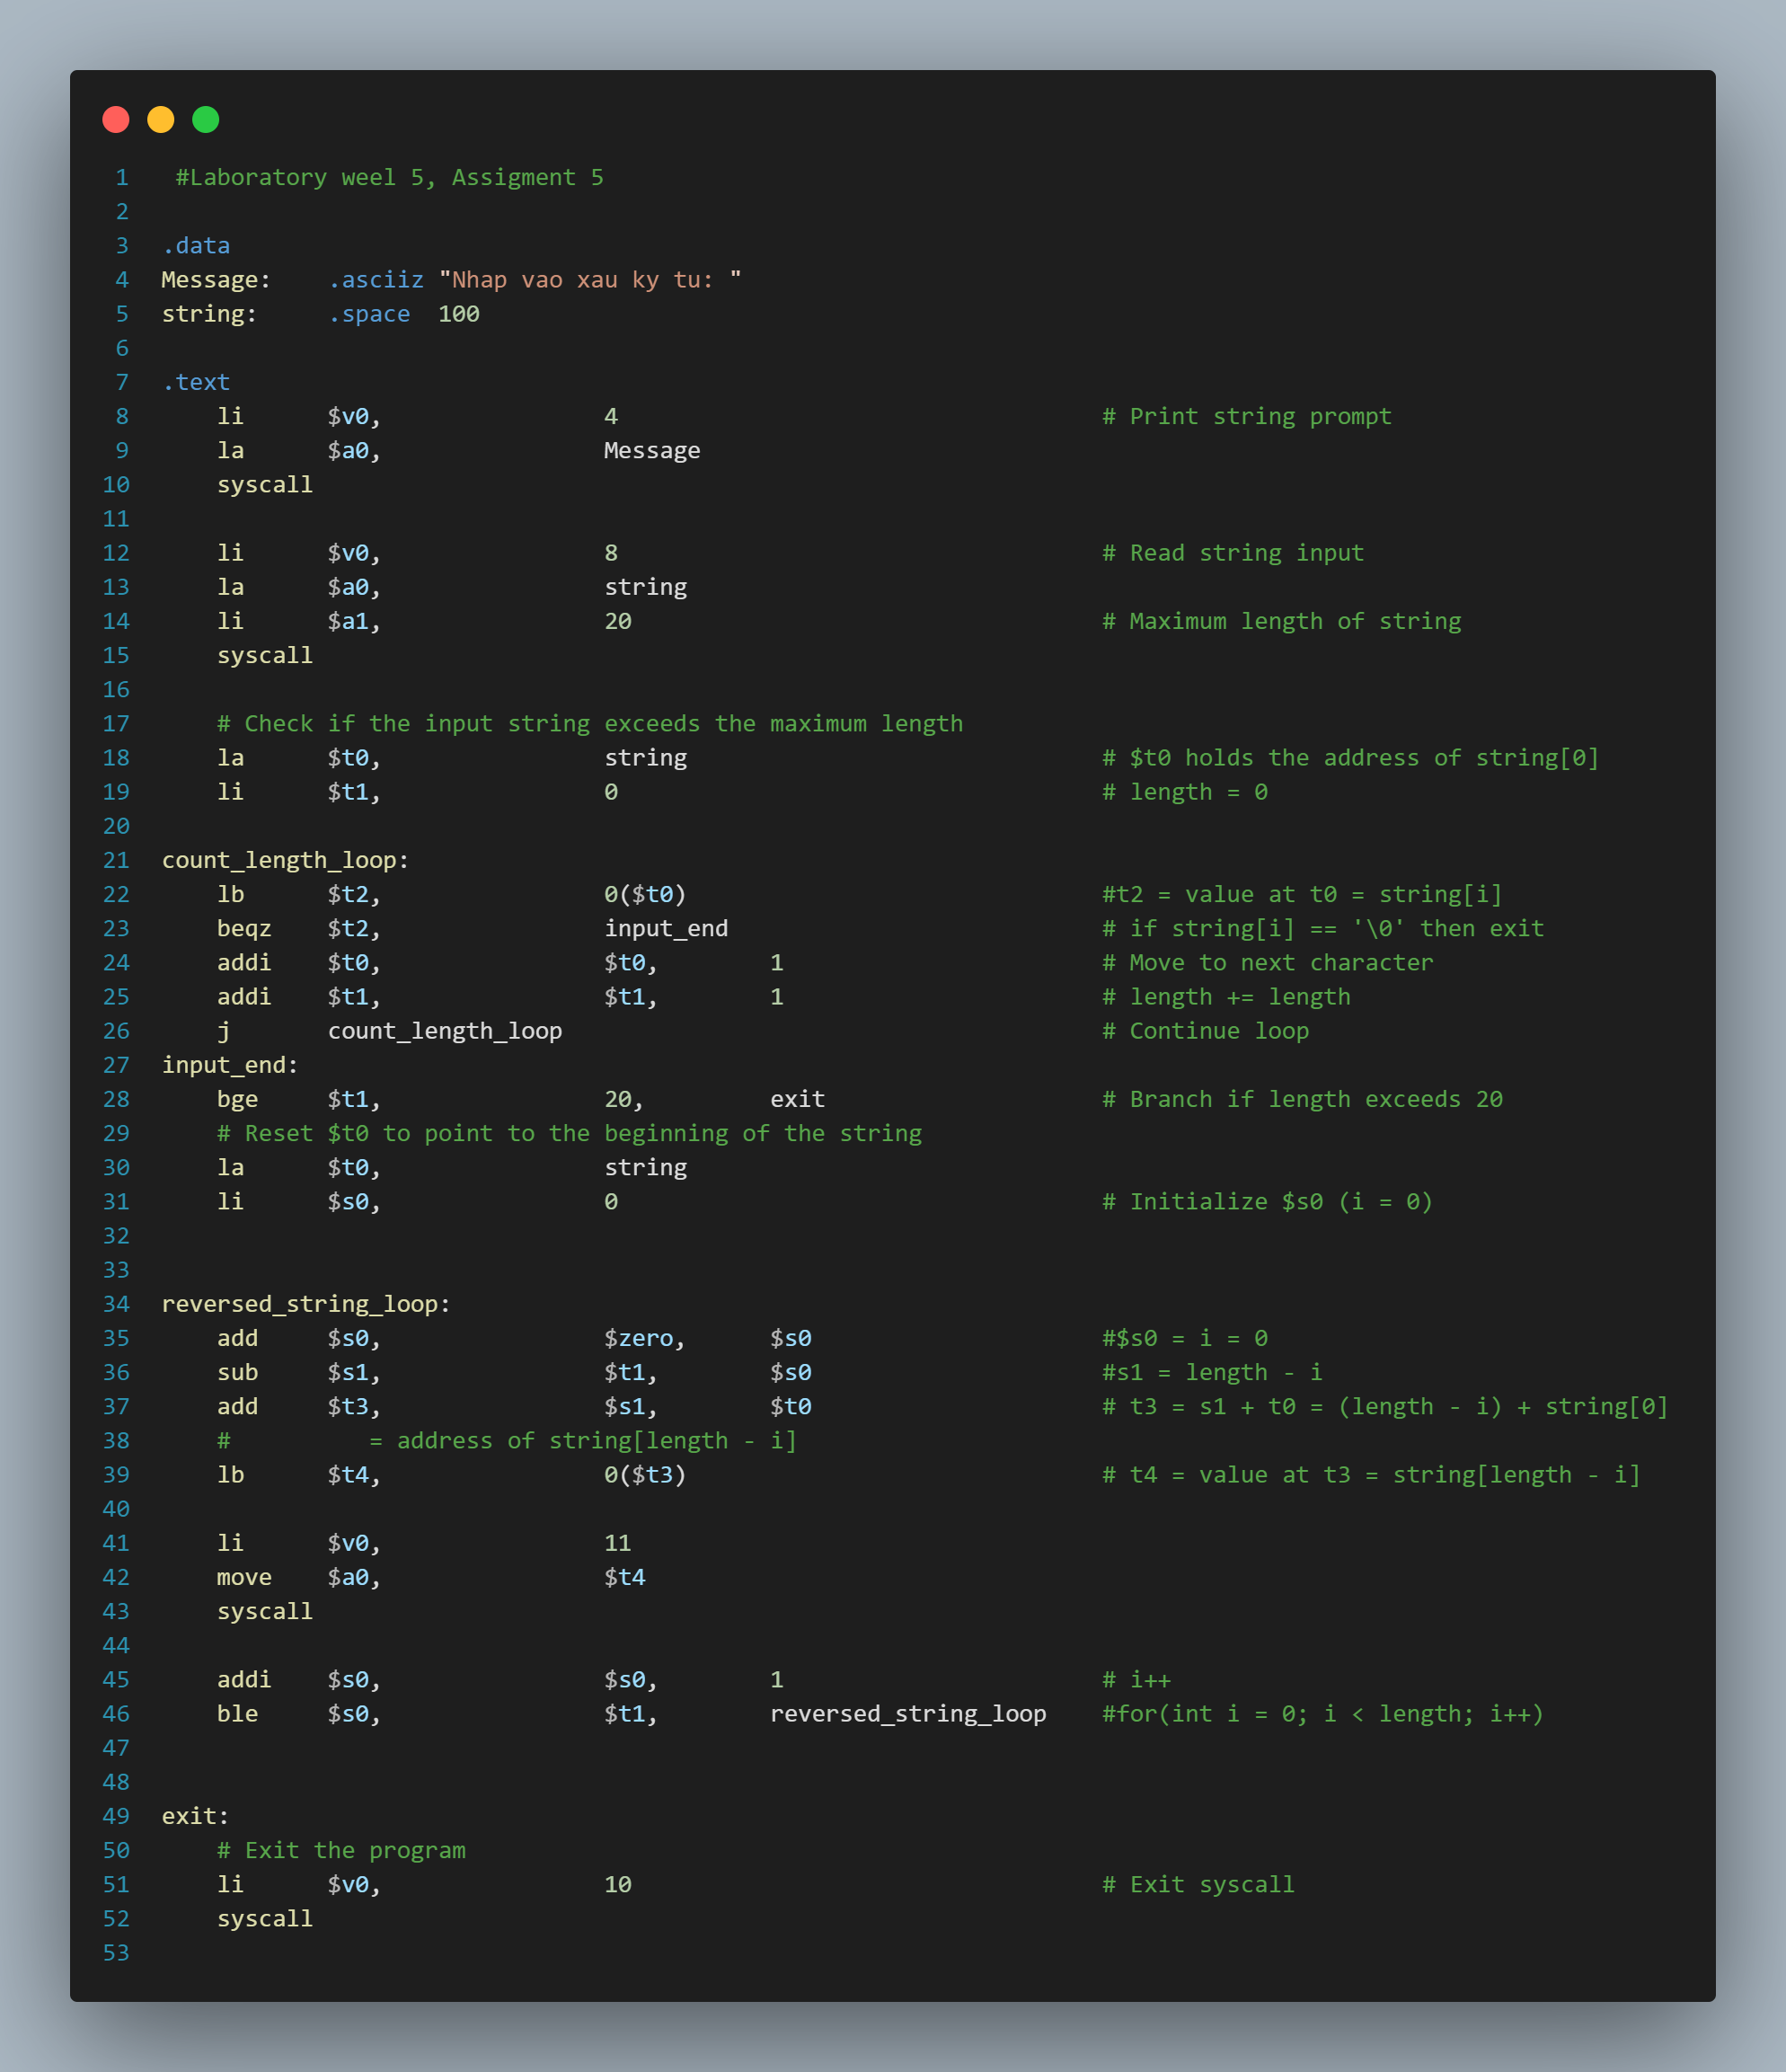 1 #Laboratory weel 5, Assigment 5
2
3 .data
4 Message: .asciiz "Nhap vao xau ky tu: "
5 string: .space 100
6
7 .text
8 li $v0, 4 # Print string prompt
9 la $a0, Message
10 syscall
11
12 li $v0, 8 # Read string input
13 la $a0, string
14 li $a1, 20 # Maximum length of string
15 syscall
16
17 # Check if the input string exceeds the maximum length
18 la $t0, string # $t0 holds the address of string[0]
19 li $t1, 0 # length = 0
20
21 count_length_loop:
22 lb $t2, 0($t0) #t2 = value at t0 = string[i]
23 beqz $t2, input_end # if string[i] == '\0' then exit
24 addi $t0, $t0, 1 # Move to next character
25 addi $t1, $t1, 1 # length += length
26 j count_length_loop # Continue loop
27 input_end:
28 bge $t1, 20, exit # Branch if length exceeds 20
29 # Reset $t0 to point to the beginning of the string
30 la $t0, string
31 li $s0, 0 # Initialize $s0 (i = 0)
32
33
34 reversed_string_loop:
35 add $s0, $zero, $s0 #$s0 = i = 0
36 sub $s1, $t1, $s0 #s1 = length - i
37 add $t3, $s1, $t0 # t3 = s1 + t0 = (length - i) + string[0]
38 # = address of string[length - i]
39 lb $t4, 0($t3) # t4 = value at t3 = string[length - i]
40
41 li $v0, 11
42 move $a0, $t4
43 syscall
44
45 addi $s0, $s0, 1 # i++
46 ble $s0, $t1, reversed_string_loop #for(int i = 0; i < length; i++)
47
48
49 exit:
50 # Exit the program
51 li $v0, 10 # Exit syscall
52 syscall
53